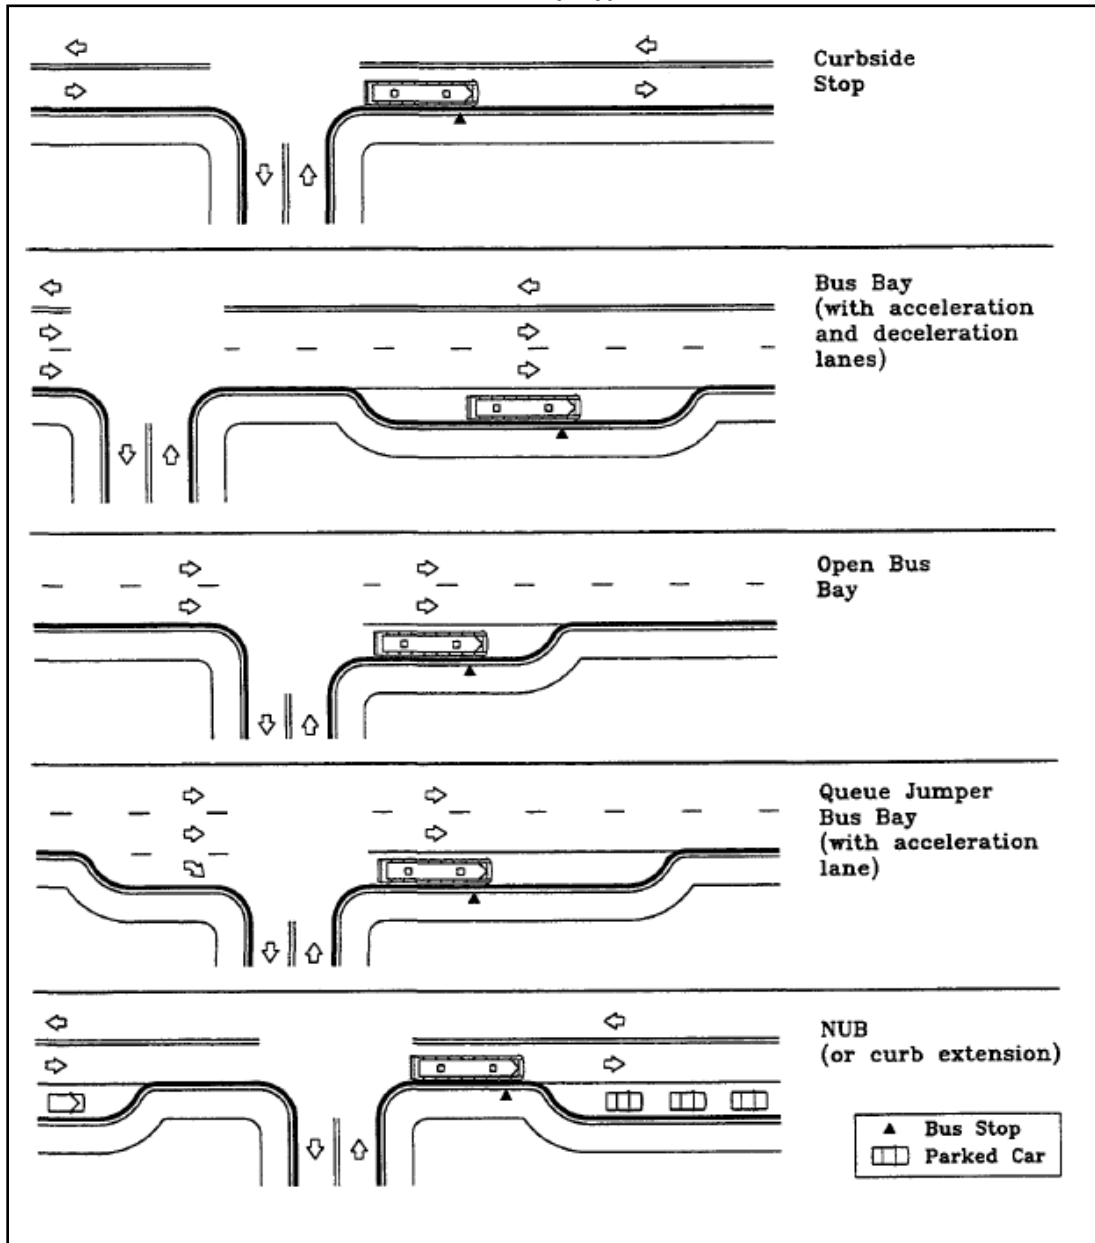 Curbside
Stop
Bus Bay
(with acceleration
and deceleration
lanes)
Open Bus
Bay
Queue Jumper
Bus Bay
(with acceleration
lane)
NUB
(or curb extension)
Bus Stop
Parked Car